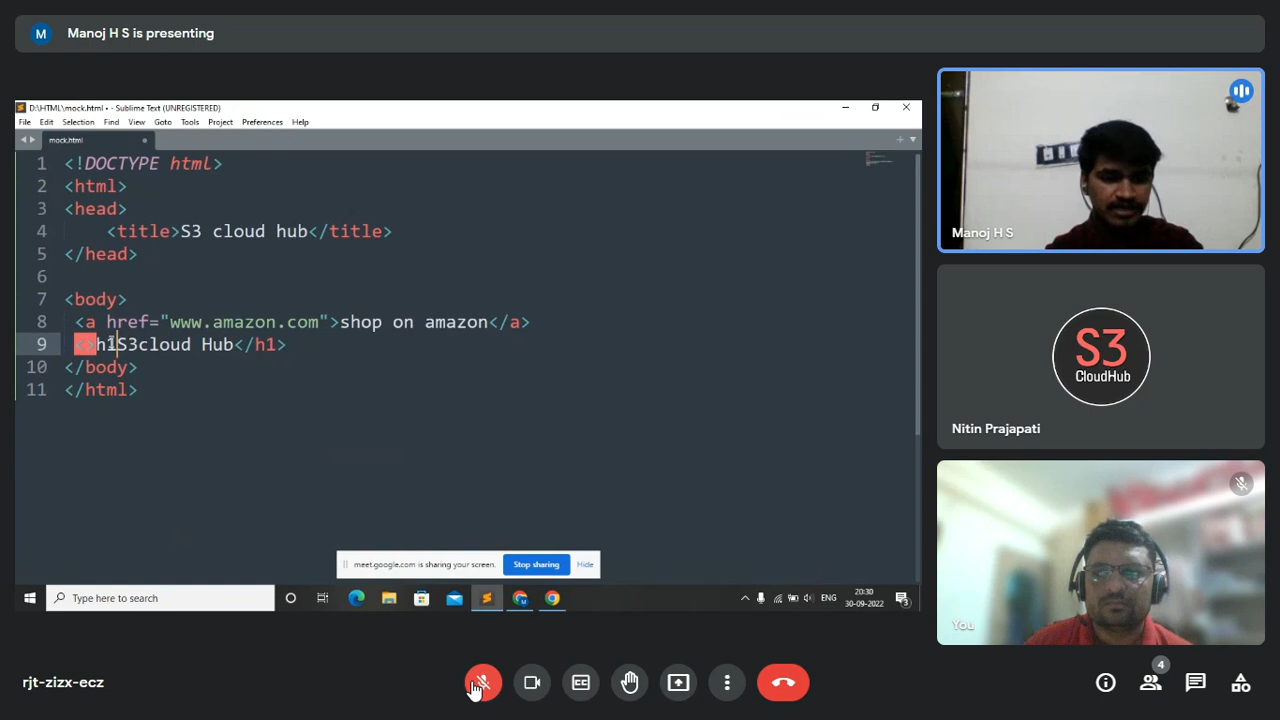 M Manoj H S is presenting
D:\HTML\mock.html • - Sublime Text (UNREGISTERED)
File Edit Selection Find View Goto Tools Project Preferences Help
mock.html
1 <!DOCTYPE html>
2 <html>
3 <head>
4 <title>S3 cloud hub</title>
5 </head>
6
7 <body>
8 <a href="www.amazon.com">shop on amazon</a>
9 <>h1S3cloud Hub</h1>
10 </body>
11 </html>
meet.google.com is sharing your screen. Stop sharing Hide
Type here to search
ENG
20:30
30-09-2022
3
Manoj H S
S3
CloudHub
Nitin Prajapati
You
rjt-zizx-ecz
CC
4